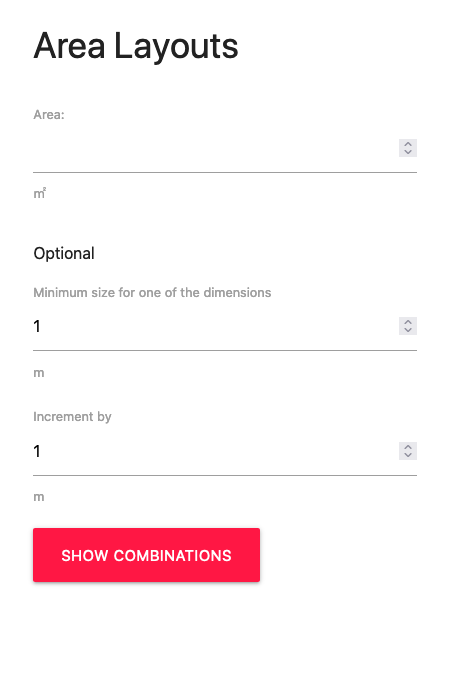 Area Layouts
Area:
㎡
Optional
Minimum size for one of the dimensions
1
m
Increment by
1
m
SHOW COMBINATIONS